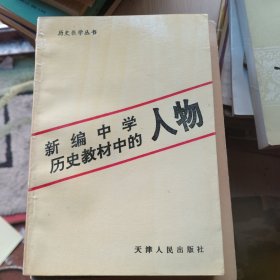 历史教学丛书
新编中学
历史教材中的
人物
天津人民出版社